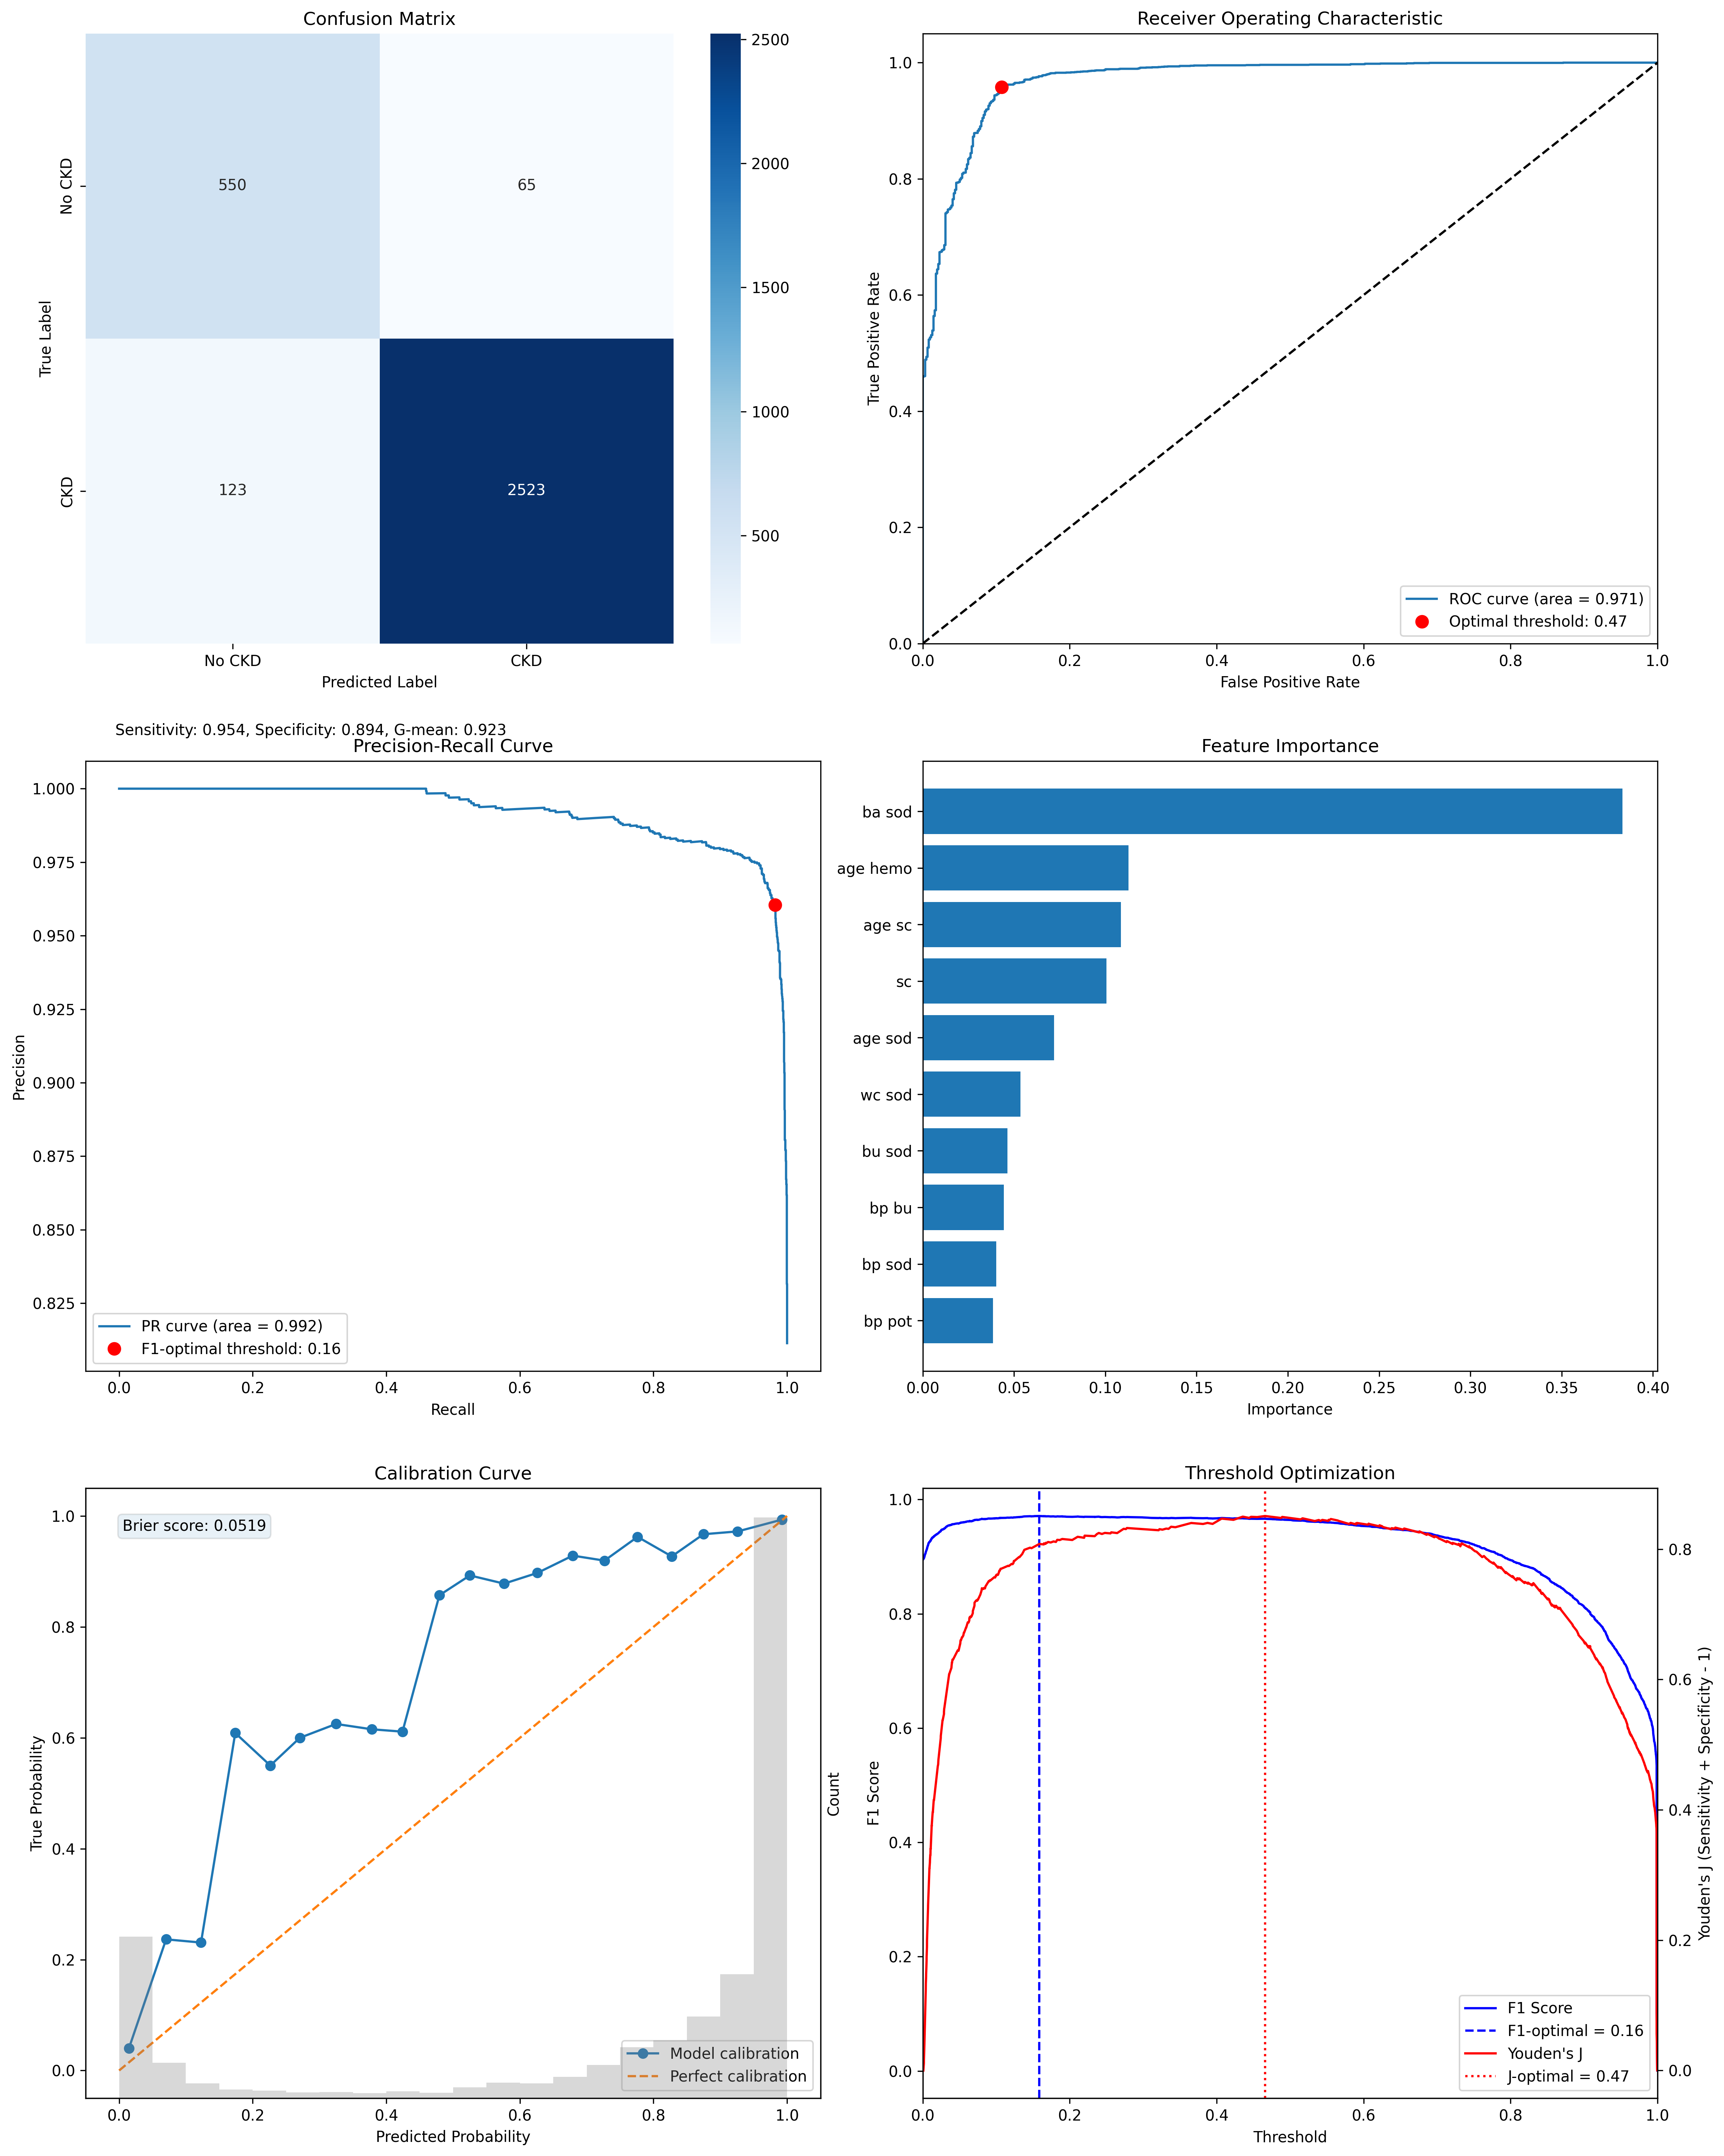 Confusion Matrix
2500
2000
1500
1000
500
No CKD
CKD
True Label
550
65
123
2523
No CKD
CKD
Predicted Label
Receiver Operating Characteristic
1.0
0.8
0.6
0.4
0.2
0.0
True Positive Rate
ROC curve (area = 0.971)
Optimal threshold: 0.47
0.0
0.2
0.4
0.6
0.8
1.0
False Positive Rate
Sensitivity: 0.954, Specificity: 0.894, G-mean: 0.923
Precision-Recall Curve
1.000
0.975
0.950
0.925
0.900
0.875
0.850
0.825
Precision
PR curve (area = 0.992)
F1-optimal threshold: 0.16
0.0
0.2
0.4
0.6
0.8
1.0
Recall
Feature Importance
ba sod
age hemo
age sc
sc
age sod
wc sod
bu sod
bp bu
bp sod
bp pot
0.00
0.05
0.10
0.15
0.20
0.25
0.30
0.35
0.40
Importance
Calibration Curve
Brier score: 0.0519
1.0
0.8
0.6
0.4
0.2
0.0
True Probability
Count
Model calibration
Perfect calibration
0.0
0.2
0.4
0.6
0.8
1.0
Predicted Probability
Threshold Optimization
1.0
0.8
0.6
0.4
0.2
0.0
F1 Score
0.8
0.6
0.4
0.2
0.0
Youden's J (Sensitivity + Specificity - 1)
F1 Score
F1-optimal = 0.16
Youden's J
J-optimal = 0.47
0.0
0.2
0.4
0.6
0.8
1.0
Threshold